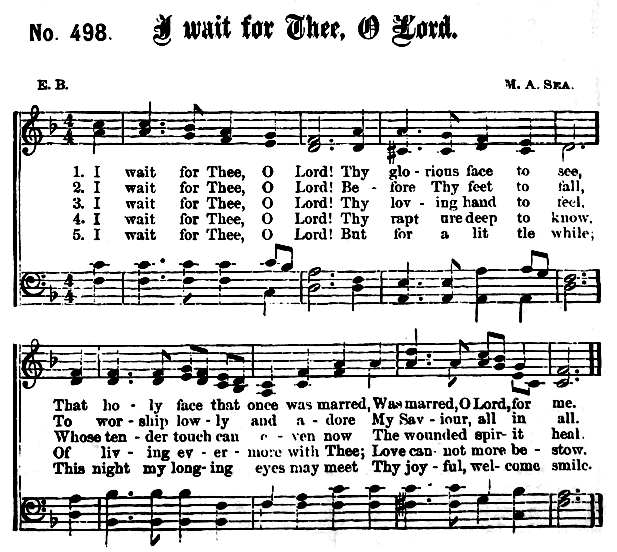 No. 498. I wait for Thee, O Lord.
E. B. M. A. SEA.
1. I wait for Thee, O Lord! Thy glo-rious face to see,
2. I wait for Thee, O Lord! Be - fore Thy feet to fall,
3. I wait for Thee, O Lord! Thy lov - ing hand to feel.
4. I wait for Thee, O Lord! Thy rapt ure deep to know.
5. I wait for Thee, O Lord! But for a lit tle while;
That ho - ly face that once was marred, Was marred, O Lord, for me.
To wor - ship low - ly and a - dore My Sav - iour, all in all.
Whose ten - der touch can e - ven now The wounded spir - it heal.
Of liv - ing ev - er - more with Thee; Love can not more be - stow.
This night my long - ing eyes may meet Thy joy - ful, wel - come smile.